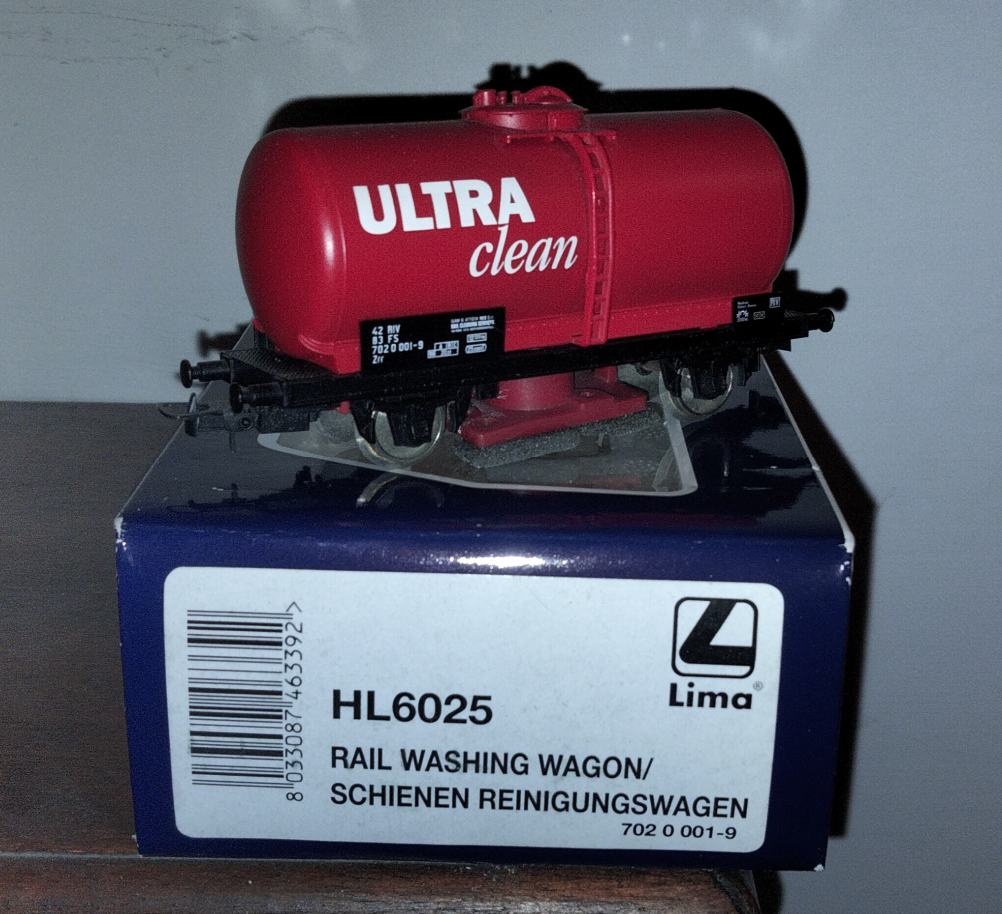 ULTRA
clean
42 RIV
83 FS
702 0 001-9
Zrr
8 033087 463392 >
Lima®
HL6025
RAIL WASHING WAGON/
SCHIENEN REINIGUNGSWAGEN
702 0 001-9